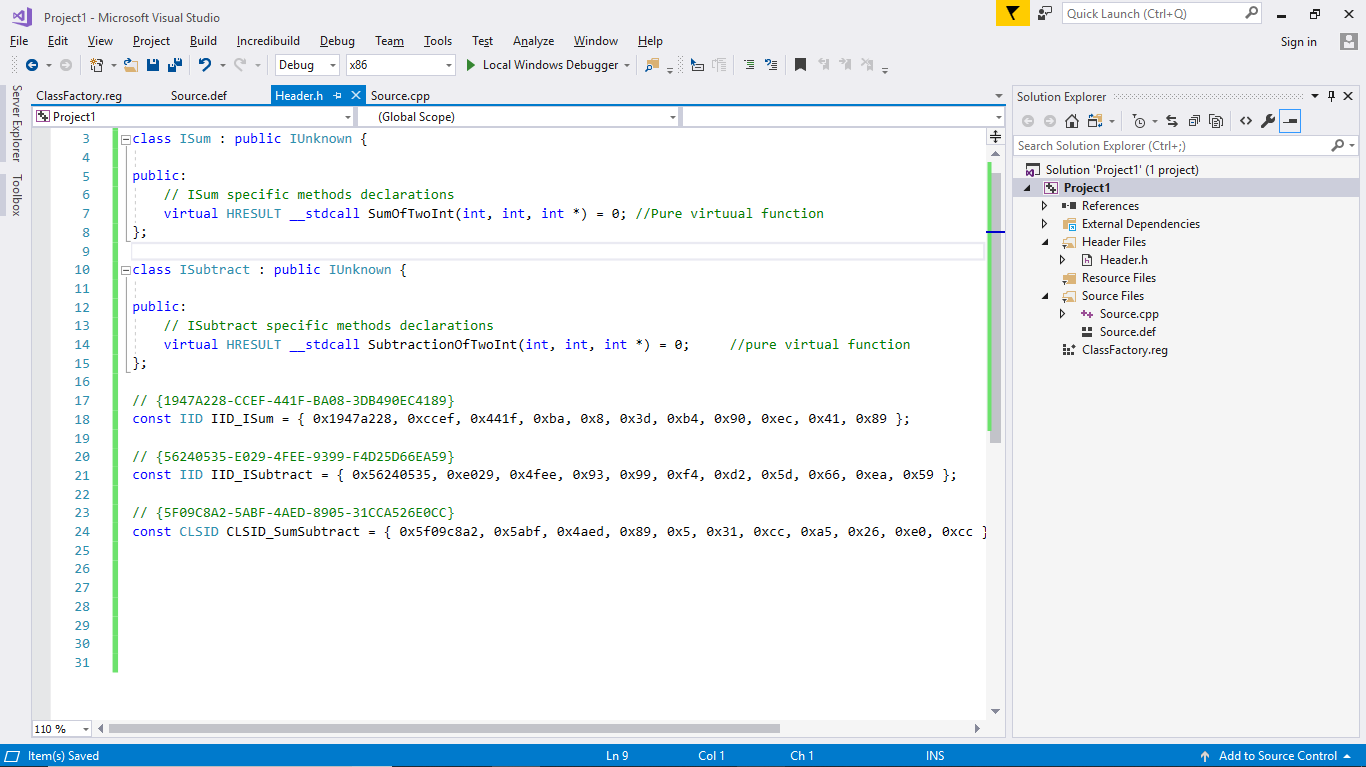 Project1 - Microsoft Visual Studio
Quick Launch (Ctrl+Q)
File Edit View Project Build Incredibuild Debug Team Tools Test Analyze Window Help
Sign in
Debug x86 Local Windows Debugger
Server Explorer
Toolbox
ClassFactory.reg Source.def Header.h Source.cpp
Project1 (Global Scope)
3 class ISum : public IUnknown {
4
5 public:
6 // ISum specific methods declarations
7 virtual HRESULT __stdcall SumOfTwoInt(int, int, int *) = 0; //Pure virtuual function
8 };
9
10 class ISubtract : public IUnknown {
11
12 public:
13 // ISubtract specific methods declarations
14 virtual HRESULT __stdcall SubtractionOfTwoInt(int, int, int *) = 0; //pure virtual function
15 };
16
17 // {1947A228-CCEF-441F-BA08-3DB490EC4189}
18 const IID IID_ISum = { 0x1947a228, 0xccef, 0x441f, 0xba, 0x8, 0x3d, 0xb4, 0x90, 0xec, 0x41, 0x89 };
19
20 // {56240535-E029-4FEE-9399-F4D25D66EA59}
21 const IID IID_ISubtract = { 0x56240535, 0xe029, 0x4fee, 0x93, 0x99, 0xf4, 0xd2, 0x5d, 0x66, 0xea, 0x59 };
22
23 // {5F09C8A2-5ABF-4AED-8905-31CCA526E0CC}
24 const CLSID CLSID_SumSubtract = { 0x5f09c8a2, 0x5abf, 0x4aed, 0x89, 0x5, 0x31, 0xcc, 0xa5, 0x26, 0xe0, 0xcc }
25
26
27
28
29
30
31
110 %
Solution Explorer
Search Solution Explorer (Ctrl+;)
Solution 'Project1' (1 project)
Project1
References
External Dependencies
Header Files
Header.h
Resource Files
Source Files
Source.cpp
Source.def
ClassFactory.reg
Item(s) Saved Ln 9 Col 1 Ch 1 INS Add to Source Control